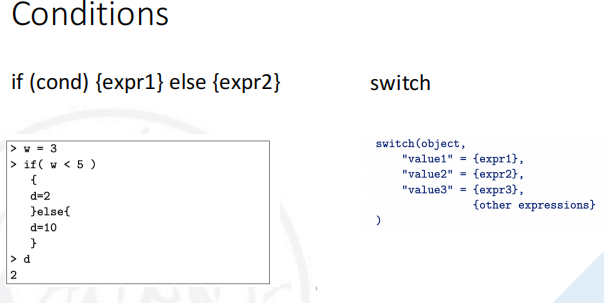 Conditions
if (cond) {expr1} else {expr2}
> w = 3
> if( w < 5 )
{
d=2
}else{
d=10
}
> d
2
switch
switch(object,
"value1" = {expr1},
"value2" = {expr2},
"value3" = {expr3},
{other expressions}
)